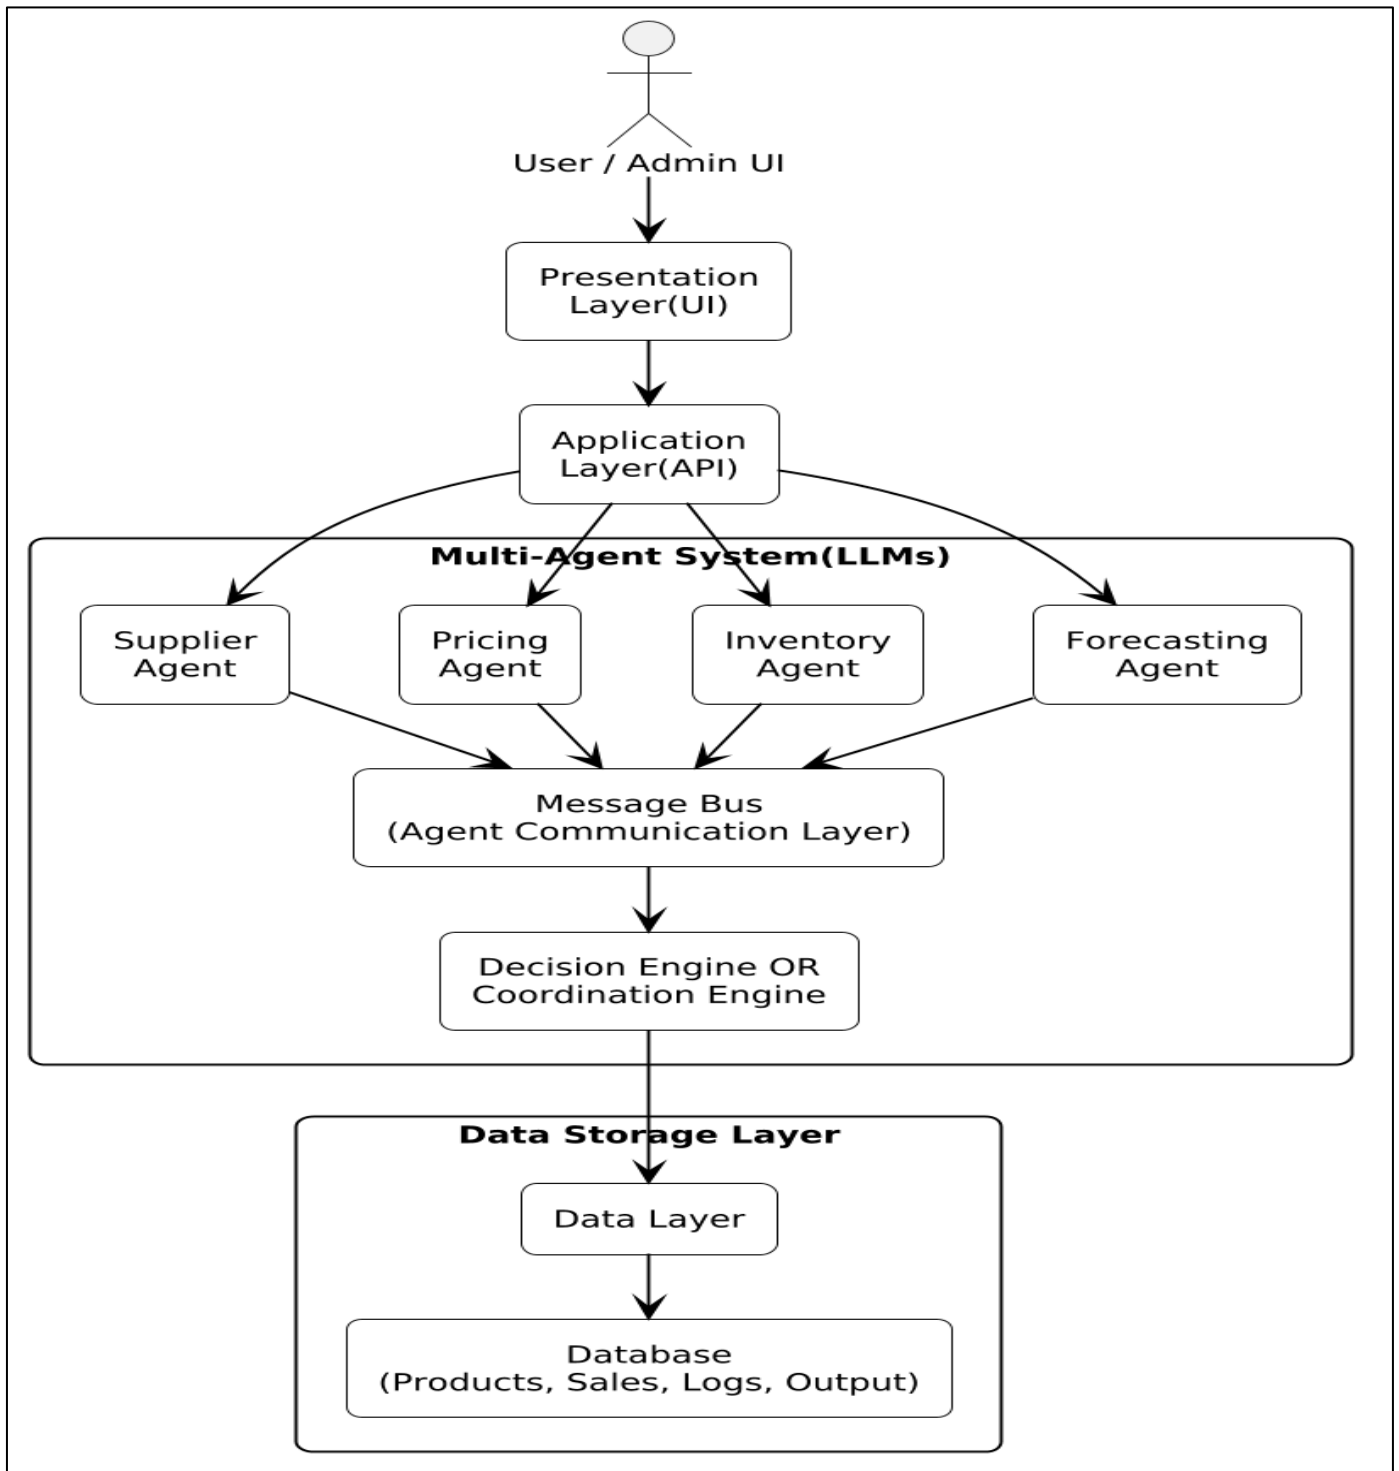 User / Admin UI
Presentation
Layer(UI)
Application
Layer(API)
Multi-Agent System(LLMs)
Supplier
Agent
Pricing
Agent
Inventory
Agent
Forecasting
Agent
Message Bus
(Agent Communication Layer)
Decision Engine OR
Coordination Engine
Data Storage Layer
Data Layer
Database
(Products, Sales, Logs, Output)